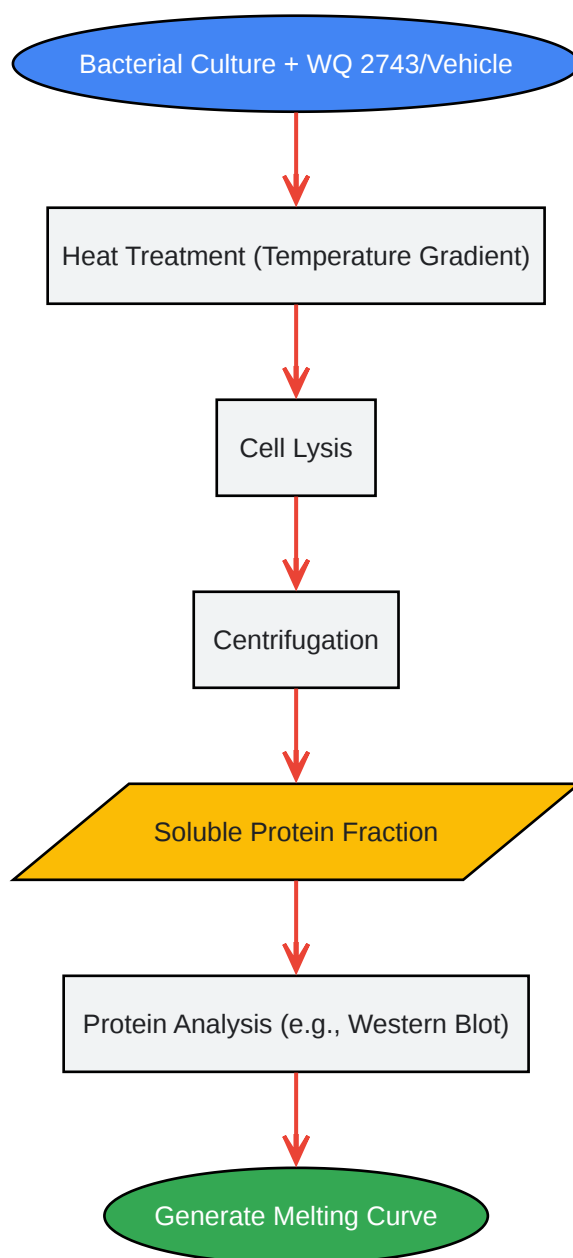 Bacterial Culture + WQ 2743/Vehicle
Heat Treatment (Temperature Gradient)
Cell Lysis
Centrifugation
Soluble Protein Fraction
Protein Analysis (e.g., Western Blot)
Generate Melting Curve